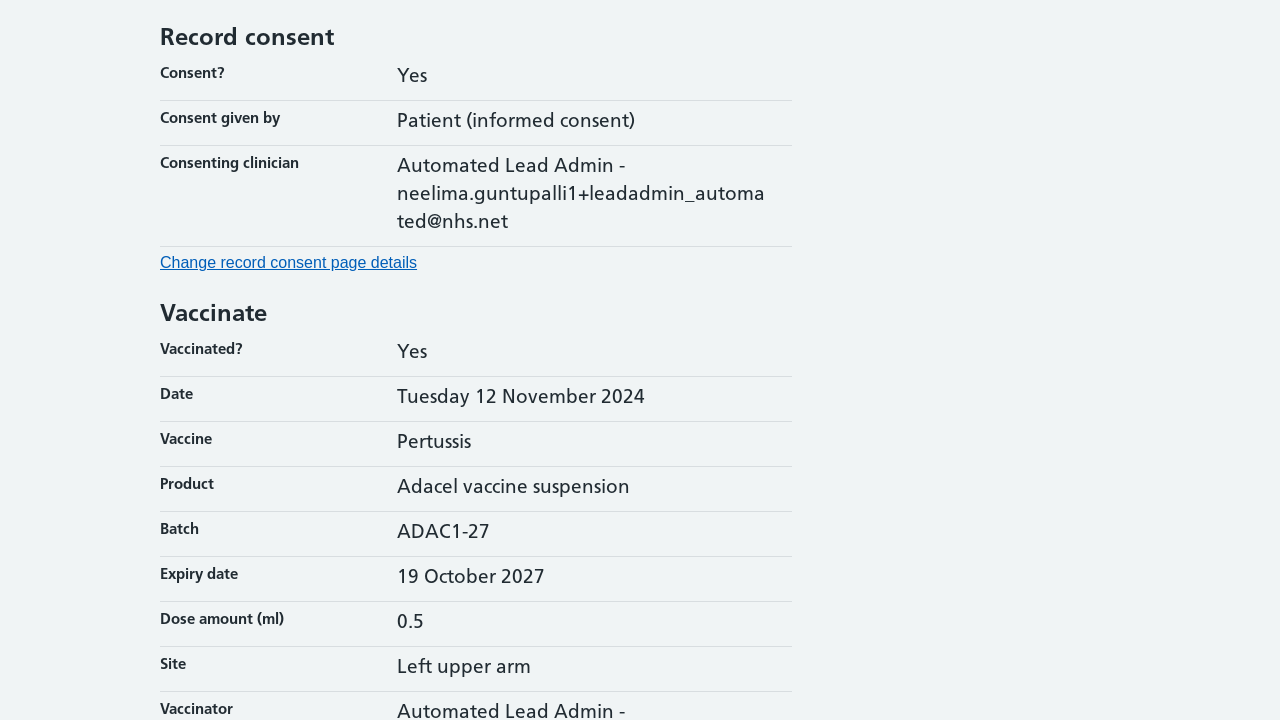 Record consent
Consent? Yes
Consent given by Patient (informed consent)
Consenting clinician Automated Lead Admin -
neelima.guntupalli1+leadadmin_automa
ted@nhs.net
Change record consent page details
Vaccinate
Vaccinated? Yes
Date Tuesday 12 November 2024
Vaccine Pertussis
Product Adacel vaccine suspension
Batch ADAC1-27
Expiry date 19 October 2027
Dose amount (ml) 0.5
Site Left upper arm
Vaccinator Automated Lead Admin -